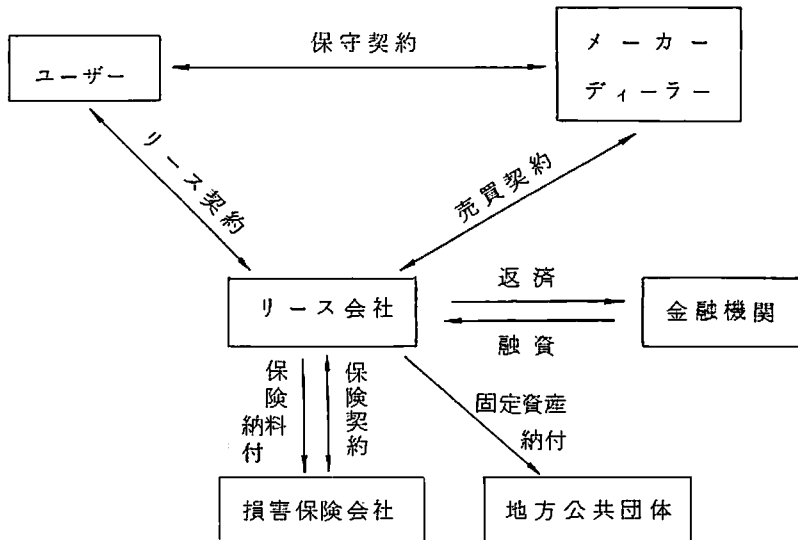 保守契約
メーカー
ディーラー
ユーザー
リース契約
売買契約
リース会社
返済
融資
金融機関
保険料
納付
保険契約
固定資産
納付
損害保険会社
地方公共団体